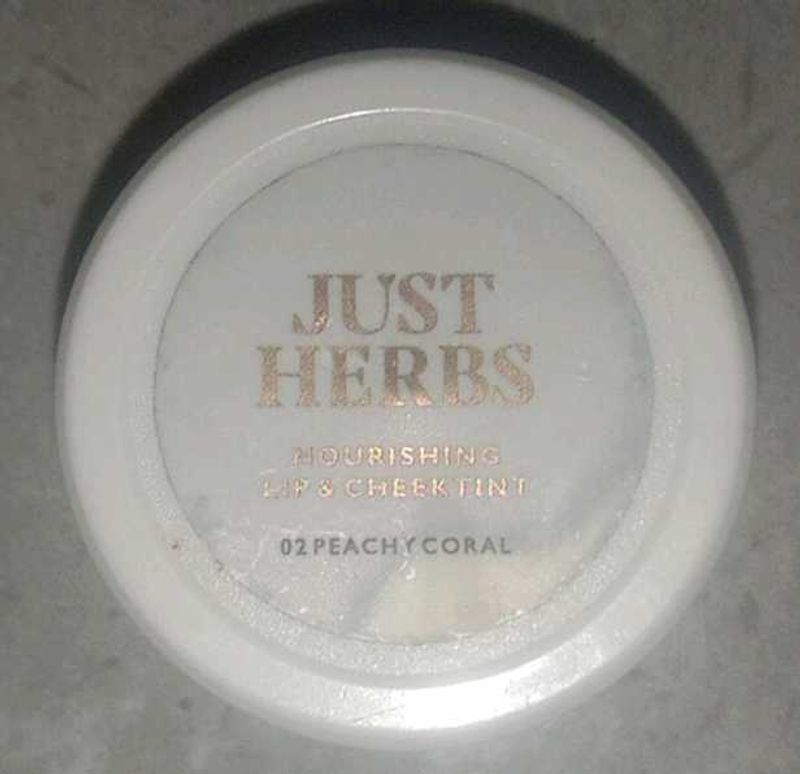 JUST
HERBS
NOURISHING
LIP & CHEEK TINT
02 PEACHY CORAL